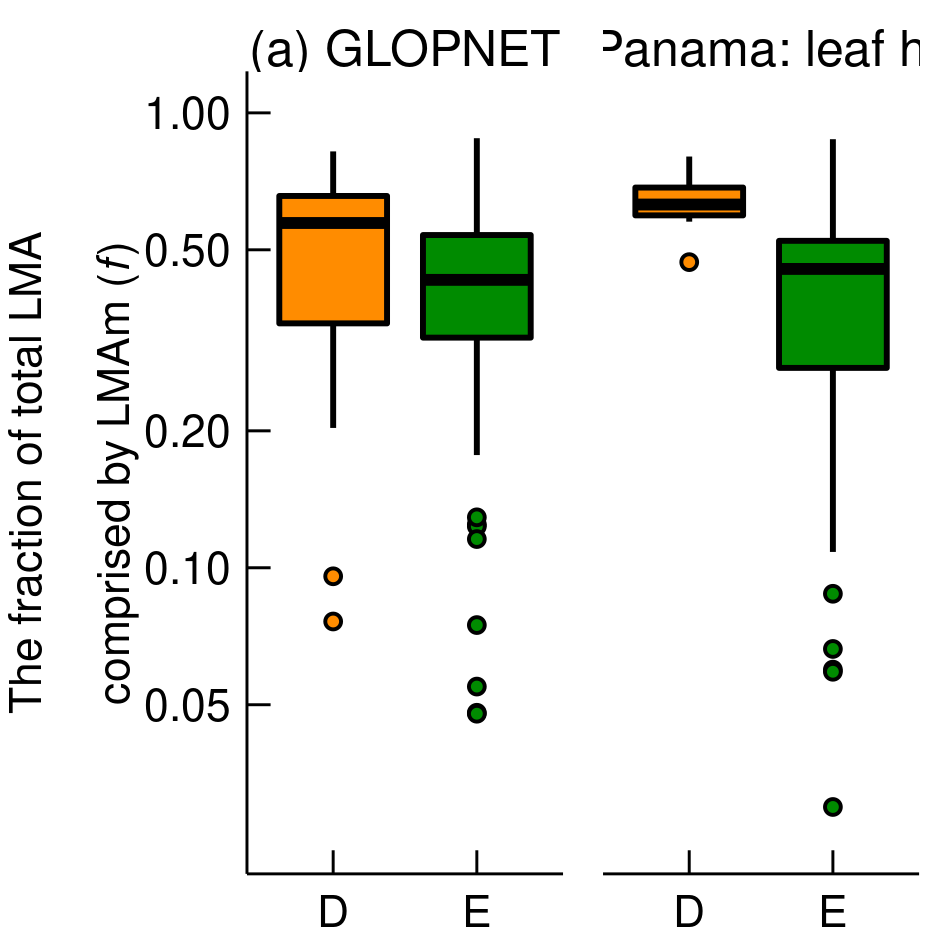 (a) GLOPNET
Panama: leaf h
The fraction of total LMA
comprised by LMAm (f)
1.00
0.50
0.20
0.10
0.05
D
E
D
E